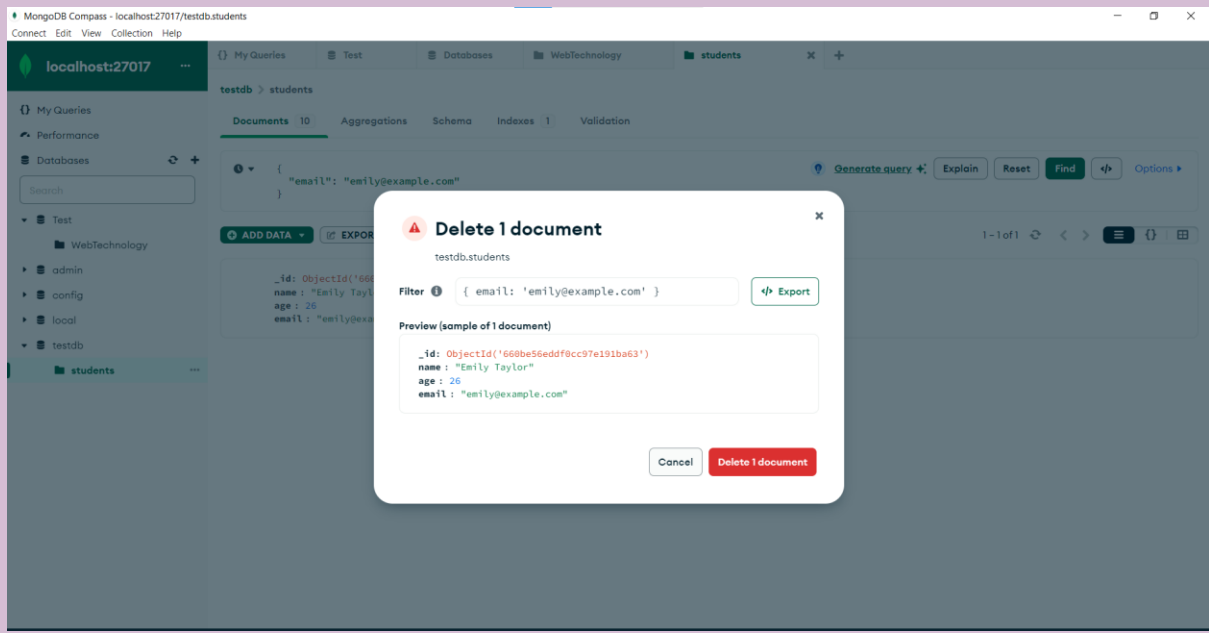 MongoDB Compass - localhost:27017/testdb.students
Connect Edit View Collection Help
localhost:27017 ...
{} My Queries
Performance
Databases
Search
Test
WebTechnology
admin
config
local
testdb
students ...
{} My Queries Test Databases WebTechnology students
testdb > students
Documents 10 Aggregations Schema Indexes 1 Validation
{
"email": "emily@example.com"
}
Generate query Explain Reset Find </> Options
ADD DATA EXPOR 1-1 of 1 {}
_id: ObjectId('66
name : "Emily Tayl
age : 26
email : "emily@exa
Delete 1 document
testdb.students
Filter { email: 'emily@example.com' } </> Export
Preview (sample of 1 document)
_id: ObjectId('660be56eddf0cc97e191ba63')
name : "Emily Taylor"
age : 26
email : "emily@example.com"
Cancel Delete 1 document